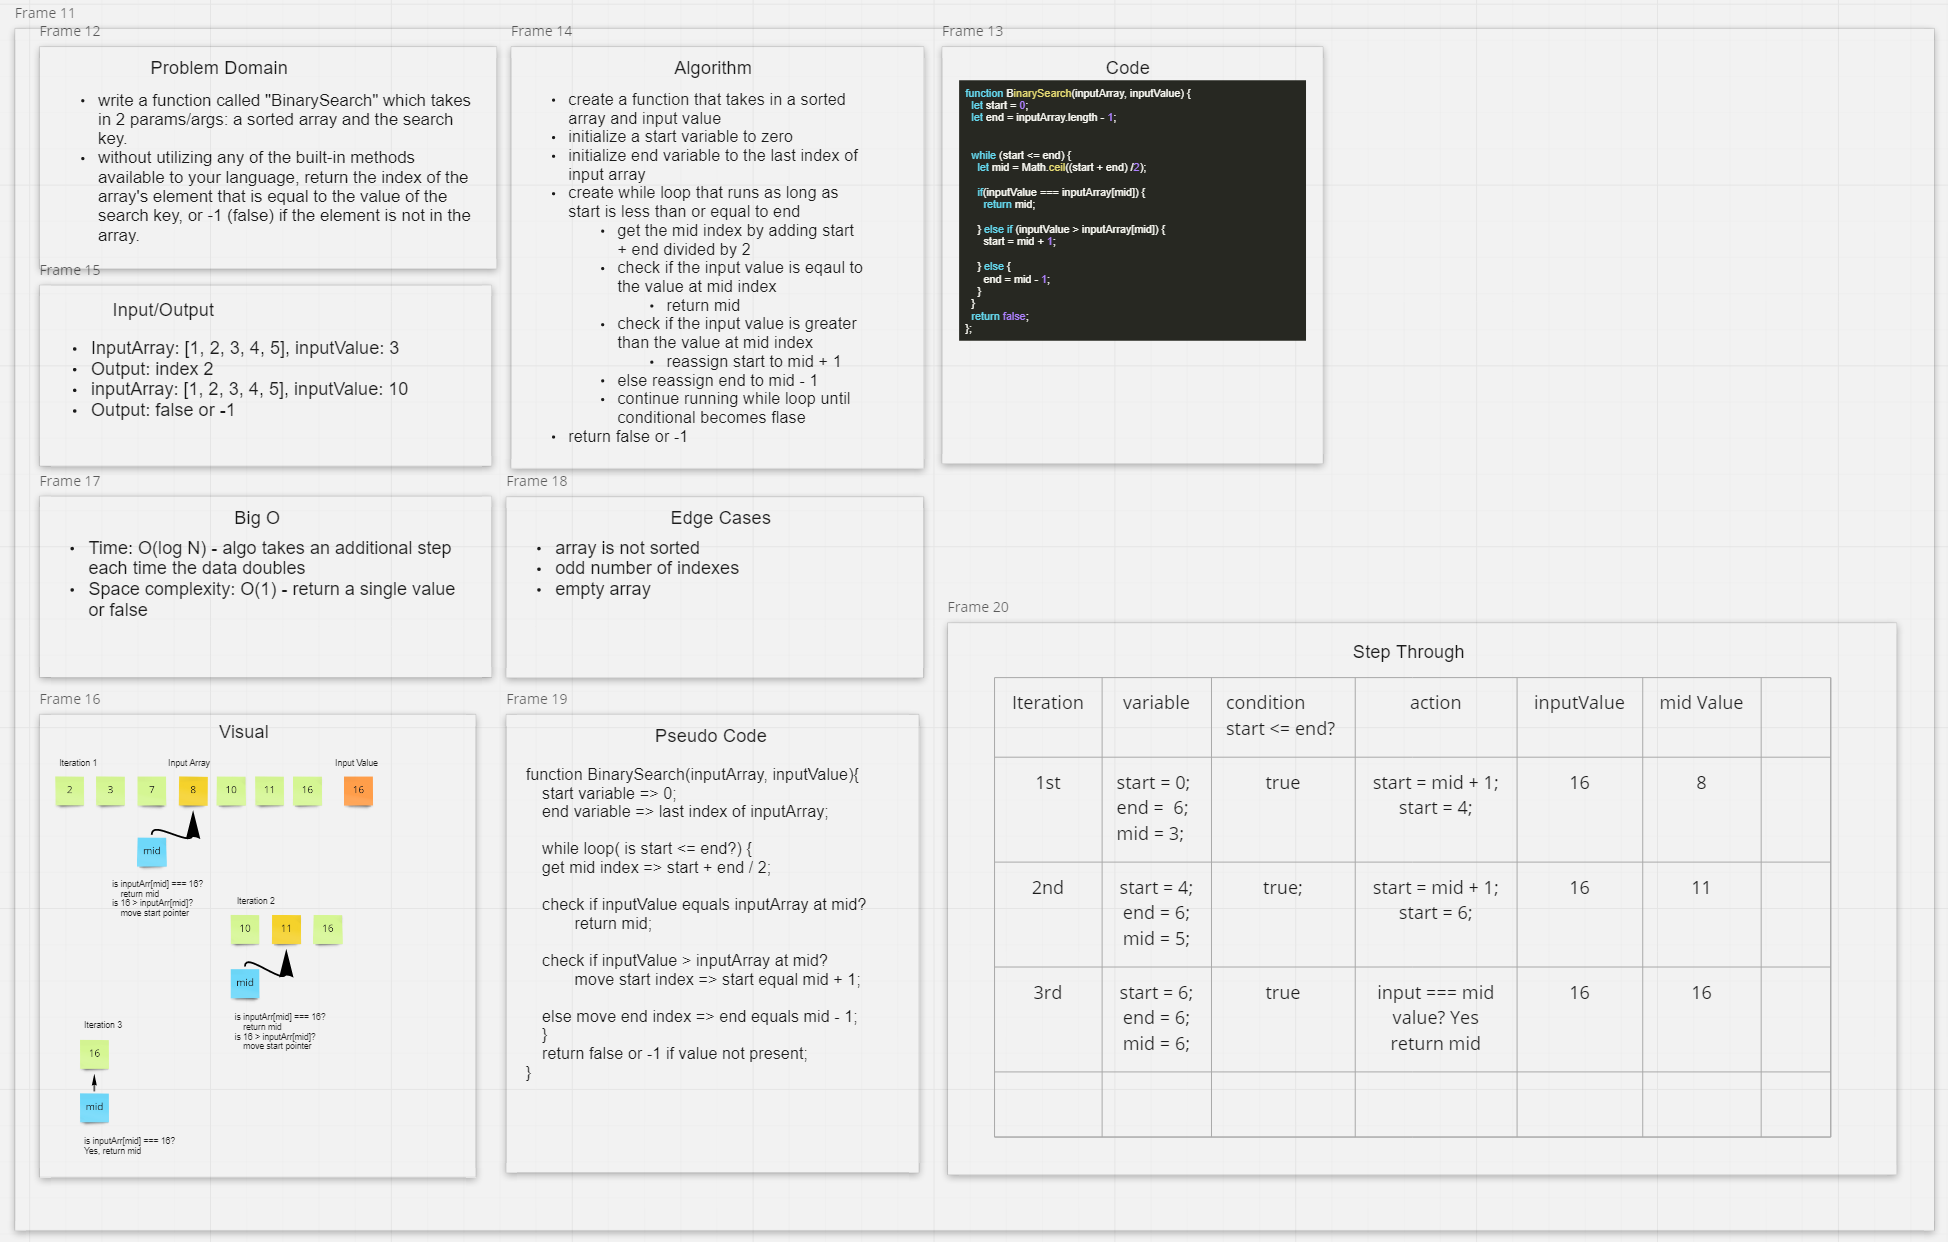 Frame 11
Frame 12
Problem Domain
• write a function called "BinarySearch" which takes
in 2 params/args: a sorted array and the search
key.
• without utilizing any of the built-in methods
available to your language, return the index of the
array's element that is equal to the value of the
search key, or -1 (false) if the element is not in the
array.
Frame 15
Input/Output
• InputArray: [1, 2, 3, 4, 5], inputValue: 3
• Output: index 2
• inputArray: [1, 2, 3, 4, 5], inputValue: 10
• Output: false or -1
Frame 17
Big O
• Time: O(log N) - algo takes an additional step
each time the data doubles
• Space complexity: O(1) - return a single value
or false
Frame 16
Visual
Iteration 1 Input Array Input Value
2 3 7 8 10 11 16 16
mid
is inputArr[mid] === 16?
return mid
is 16 > inputArr[mid]?
move start pointer
Iteration 2
10 11 16
mid
is inputArr[mid] === 16?
return mid
is 16 > inputArr[mid]?
move start pointer
Iteration 3
16
mid
is inputArr[mid] === 16?
Yes, return mid
Frame 14
Algorithm
• create a function that takes in a sorted
array and input value
• initialize a start variable to zero
• initialize end variable to the last index of
input array
• create while loop that runs as long as
start is less than or equal to end
• get the mid index by adding start
+ end divided by 2
• check if the input value is eqaul to
the value at mid index
• return mid
• check if the input value is greater
than the value at mid index
• reassign start to mid + 1
• else reassign end to mid - 1
• continue running while loop until
conditional becomes flase
• return false or -1
Frame 18
Edge Cases
• array is not sorted
• odd number of indexes
• empty array
Frame 19
Pseudo Code
function BinarySearch(inputArray, inputValue){
start variable => 0;
end variable => last index of inputArray;
while loop( is start <= end?) {
get mid index => start + end / 2;
check if inputValue equals inputArray at mid?
return mid;
check if inputValue > inputArray at mid?
move start index => start equal mid + 1;
else move end index => end equals mid - 1;
}
return false or -1 if value not present;
}
Frame 13
Code
function BinarySearch(inputArray, inputValue) {
let start = 0;
let end = inputArray.length - 1;
while (start <= end) {
let mid = Math.ceil((start + end) /2);
if(inputValue === inputArray[mid]) {
return mid;
} else if (inputValue > inputArray[mid]) {
start = mid + 1;
} else {
end = mid - 1;
}
}
return false;
};
Frame 20
Step Through
Iteration variable condition action inputValue mid Value
start <= end?
1st start = 0; true start = mid + 1; 16 8
end = 6; start = 4;
mid = 3;
2nd start = 4; true; start = mid + 1; 16 11
end = 6; start = 6;
mid = 5;
3rd start = 6; true input === mid 16 16
end = 6; value? Yes
mid = 6; return mid